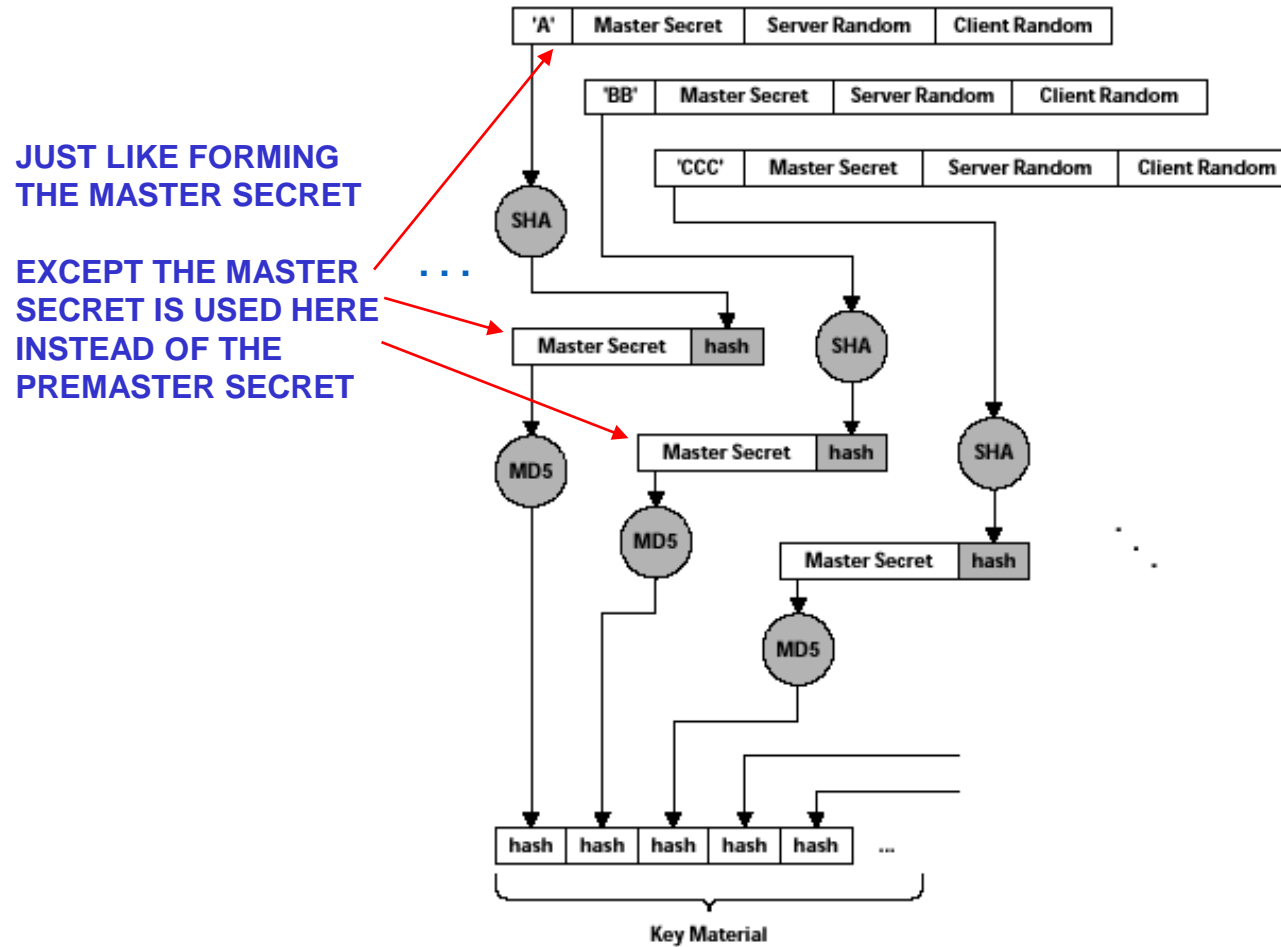 'A' Master Secret Server Random Client Random
'BB' Master Secret Server Random Client Random
'CCC' Master Secret Server Random Client Random
JUST LIKE FORMING
THE MASTER SECRET
EXCEPT THE MASTER
SECRET IS USED HERE
INSTEAD OF THE
PREMASTER SECRET
. . .
SHA
Master Secret hash
SHA
Master Secret hash
SHA
MD5
MD5
Master Secret hash
. . .
MD5
hash hash hash hash hash ...
Key Material